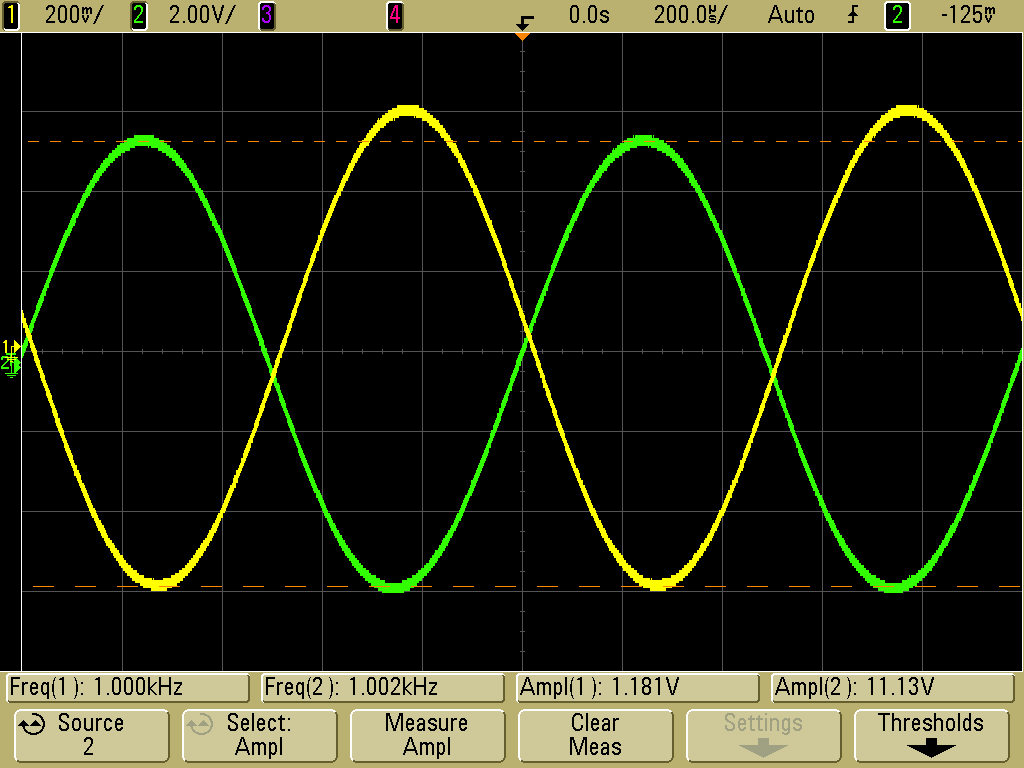 1 200mV/ 2 2.00V/ 3 4 0.0s 200.0µs/ Auto 2 -125mV
1
2
Freq(1): 1.000kHz Freq(2): 1.002kHz Ampl(1): 1.181V Ampl(2): 11.13V
Source Select: Measure Clear Settings Thresholds
2 Ampl Ampl Meas